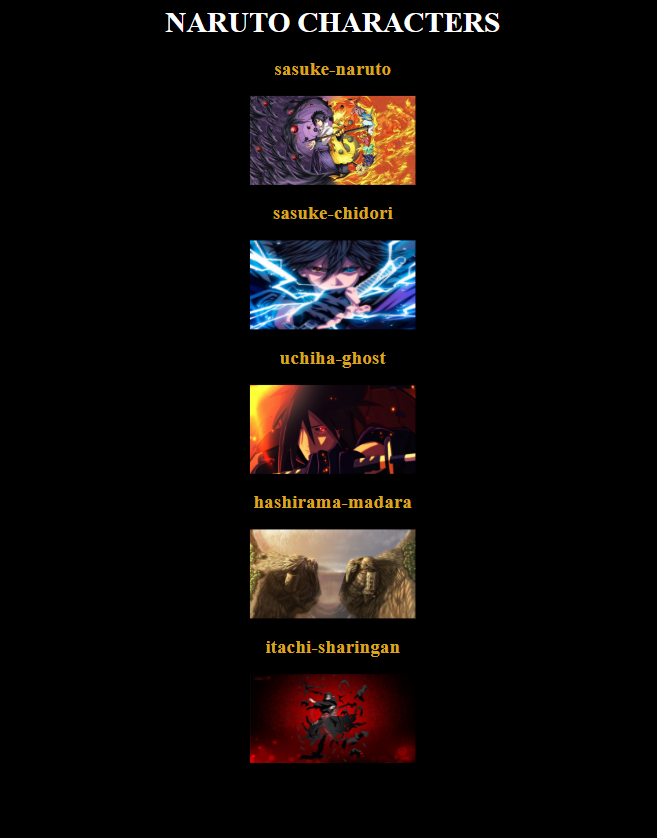 NARUTO CHARACTERS
sasuke-naruto
sasuke-chidori
uchiha-ghost
hashirama-madara
itachi-sharingan